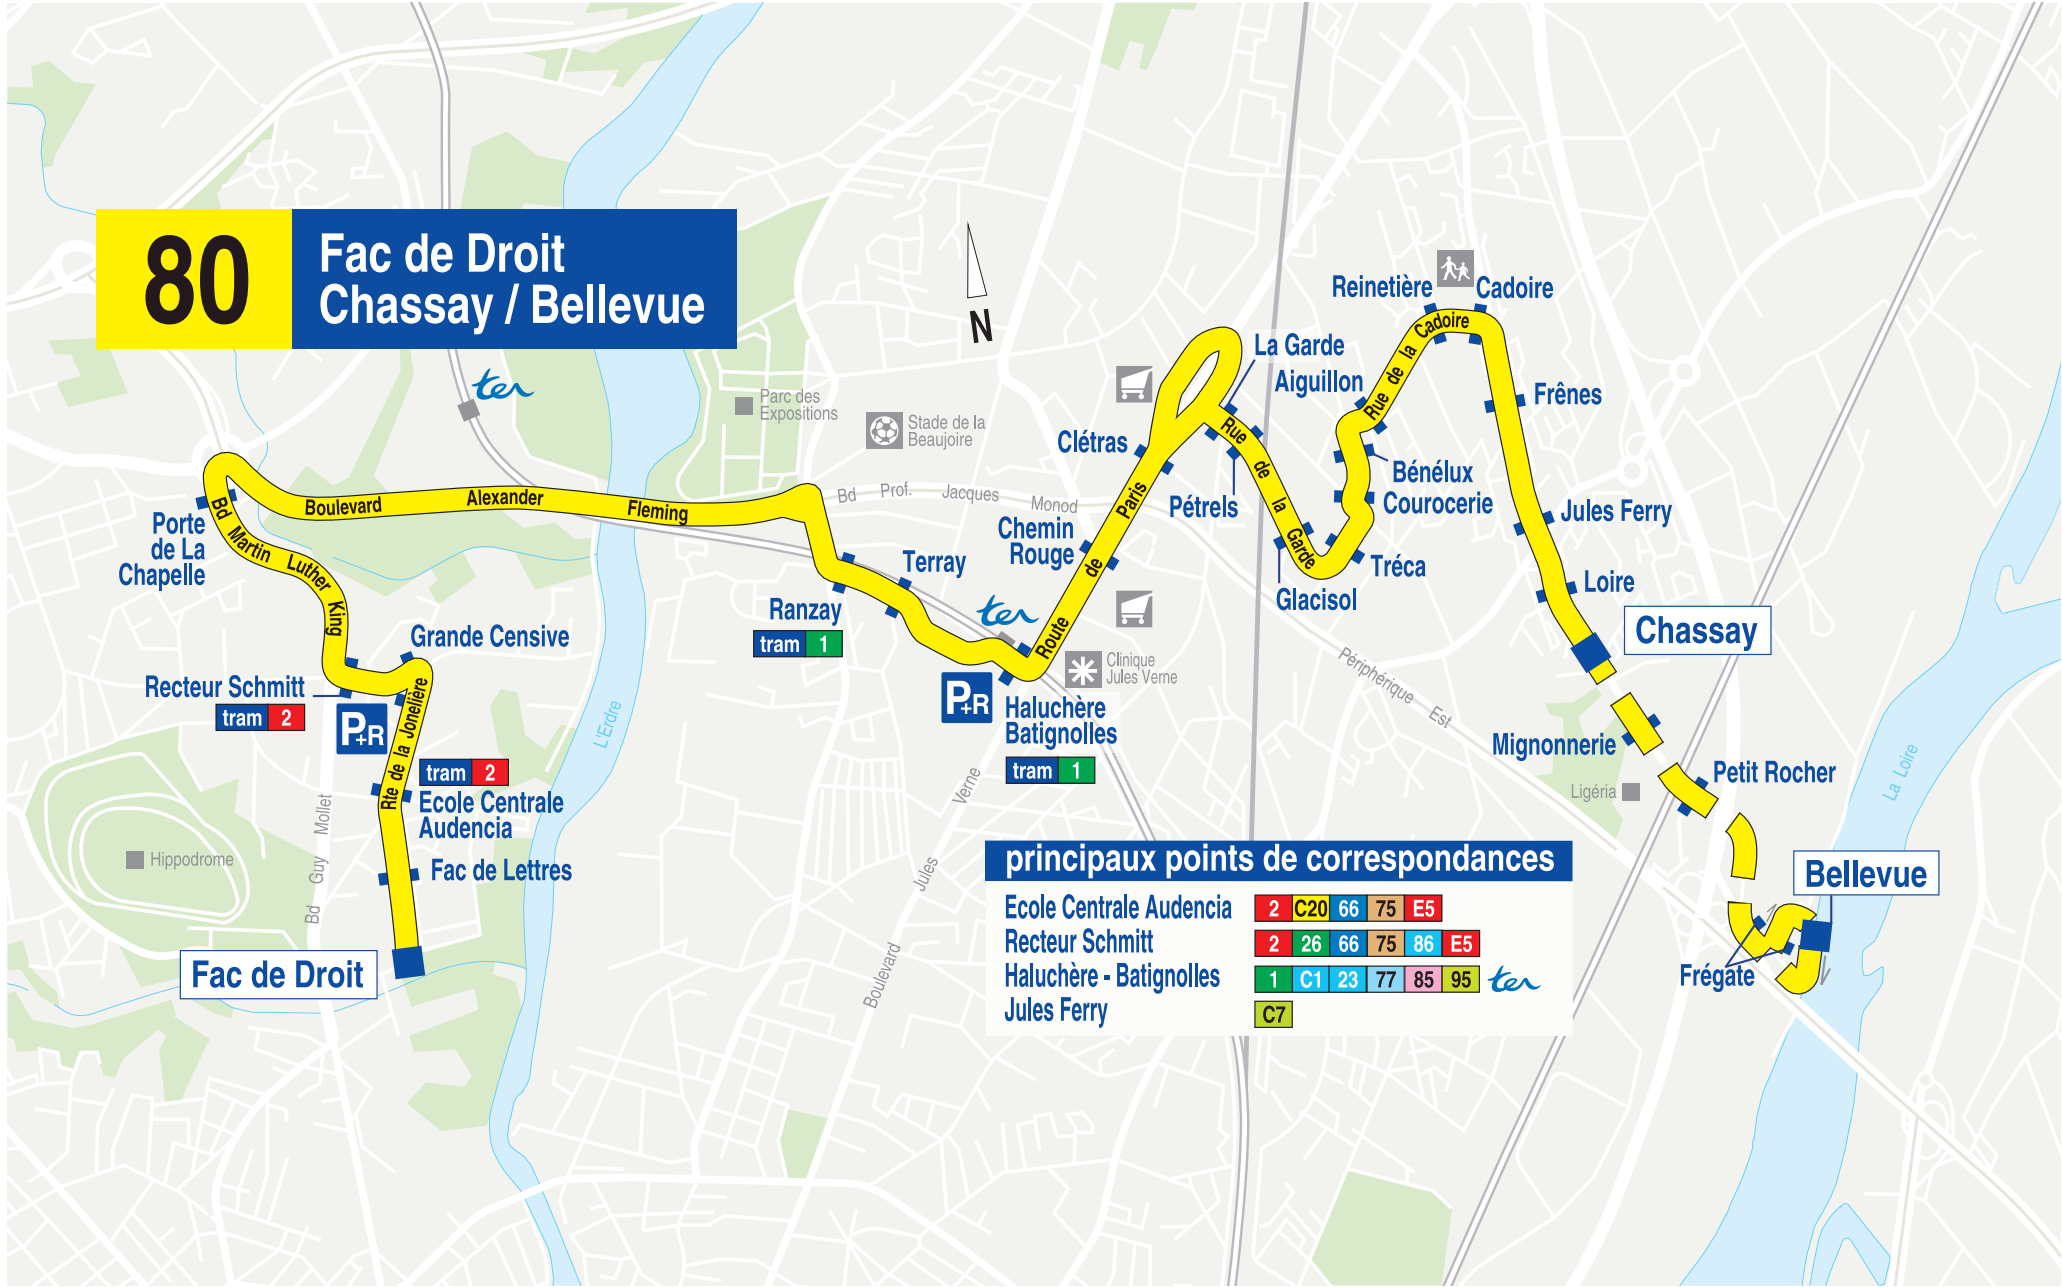 80
Fac de Droit
Chassay / Bellevue
ter
Parc des
Expositions
Stade de la
Beaujoire
N
Reinetière
Cadoire
Rue de la Cadoire
La Garde
Aiguillon
Frênes
Clétras
Rue de la Garde
Pétrels
Bénélux
Courocerie
Jules Ferry
Boulevard Alexander Fleming
Bd Prof. Jacques Monod
Porte
de La
Chapelle
Bd Martin Luther King
Chemin
Rouge
Route de Paris
Terray
Ranzay
tram 1
ter
Tréca
Glacisol
Loire
Chassay
Grande Censive
Recteur Schmitt
tram 2
P+R
Rte de la Jonelière
L'Erdre
P+R
Clinique
Jules Verne
Haluchère
Batignolles
tram 1
Périphérique Est
Mignonnerie
Petit Rocher
Ligéria
La Loire
tram 2
Ecole Centrale
Audencia
Hippodrome
Bd Guy Mollet
Fac de Lettres
Boulevard Jules Verne
Fac de Droit
Bellevue
Frégate
principaux points de correspondances
Ecole Centrale Audencia 2 C20 66 75 E5
Recteur Schmitt 2 26 66 75 86 E5
Haluchère - Batignolles 1 C1 23 77 85 95 ter
Jules Ferry C7